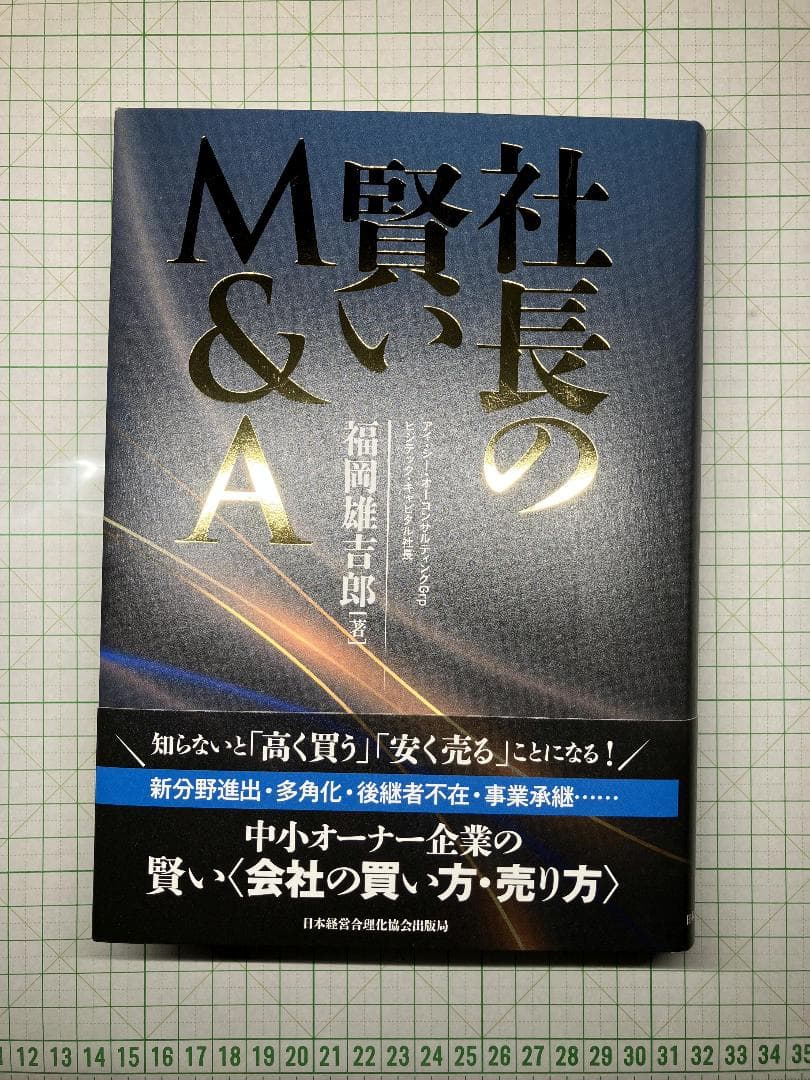 社長の
賢い
M&A
アイ・シー・オーコンサルティングGrp
ヒンテック・キャピタル社長
福岡雄吉郎[著]
知らないと「高く買う」「安く売る」ことになる!
新分野進出・多角化・後継者不在・事業承継……
中小オーナー企業の
賢い〈会社の買い方・売り方〉
日本経営合理化協会出版局
12 13 14 15 16 17 18 19 20 21 22 23 24 25 26 27 28 29 30 31 32 33 34 35